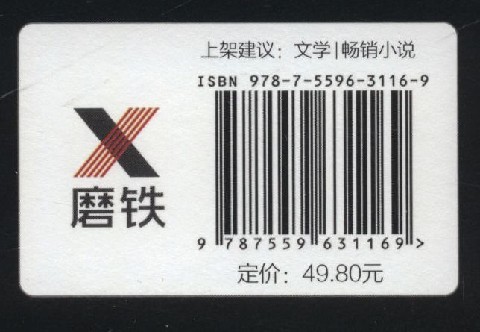 上架建议：文学|畅销小说
ISBN 978-7-5596-3116-9
磨铁
9 787559 631169 >
定价：49.80元